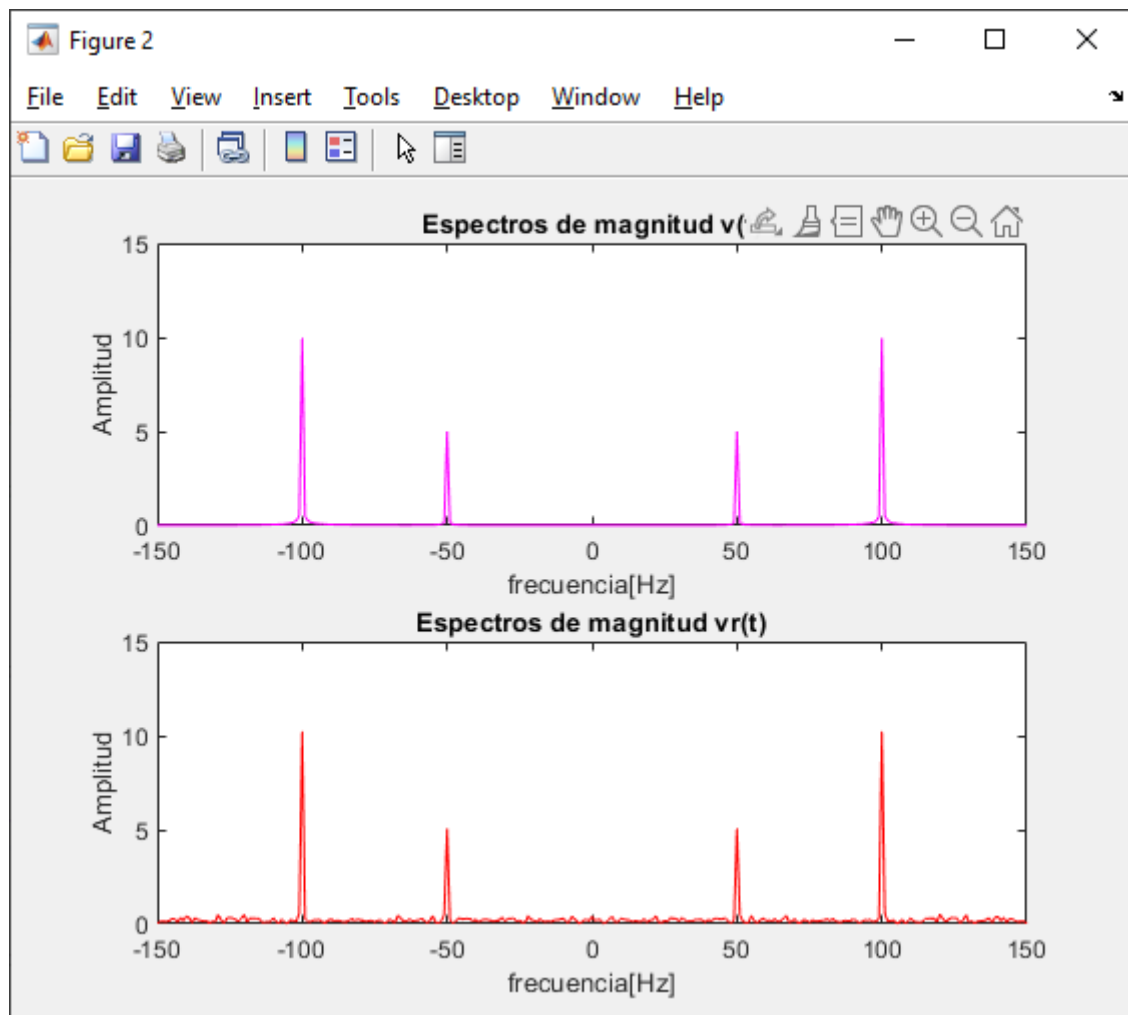 Figure 2
File Edit View Insert Tools Desktop Window Help
Espectros de magnitud v(
15
10
5
0
Amplitud
-150 -100 -50 0 50 100 150
frecuencia[Hz]
Espectros de magnitud vr(t)
15
10
5
0
Amplitud
-150 -100 -50 0 50 100 150
frecuencia[Hz]